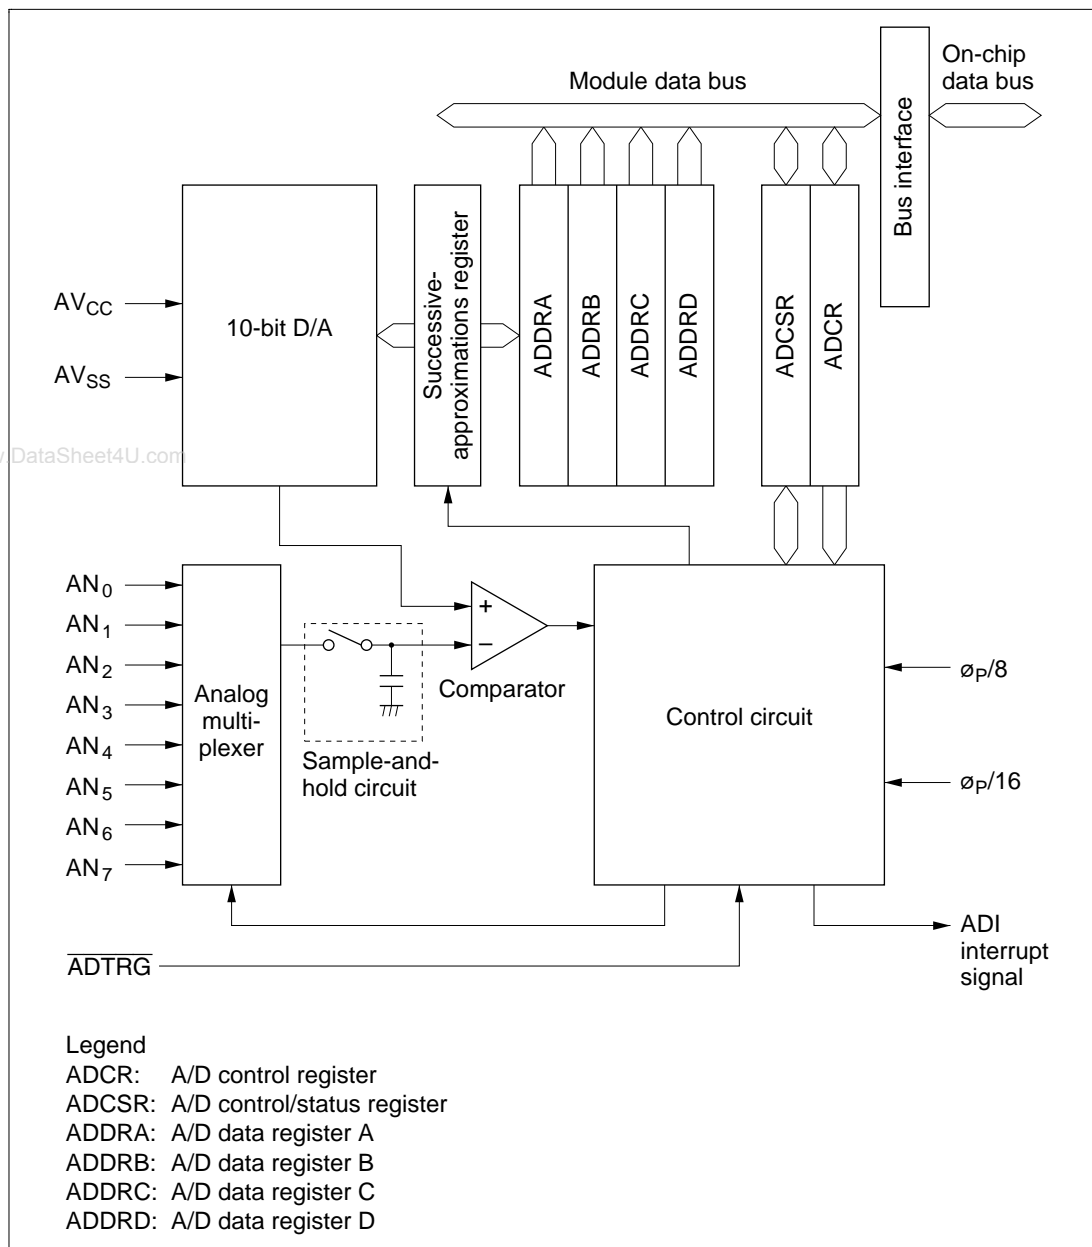 On-chip
data bus
Module data bus
Bus interface
Successive-
approximations register
ADDRA
ADDRB
ADDRC
ADDRD
ADCSR
ADCR
AVCC
10-bit D/A
AVSS
w.DataSheet4U.com
AN0
AN1
AN2
AN3
AN4
AN5
AN6
AN7
Analog
multi-
plexer
+
−
Comparator
Sample-and-
hold circuit
Control circuit
øP/8
øP/16
ADTRG
ADI
interrupt
signal
Legend
ADCR: A/D control register
ADCSR: A/D control/status register
ADDRA: A/D data register A
ADDRB: A/D data register B
ADDRC: A/D data register C
ADDRD: A/D data register D